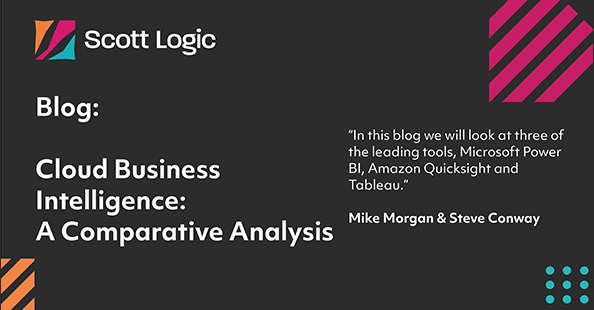 Scott Logic
Blog:
Cloud Business
Intelligence:
A Comparative Analysis
"In this blog we will look at three of
the leading tools, Microsoft Power
BI, Amazon Quicksight and
Tableau."
Mike Morgan & Steve Conway